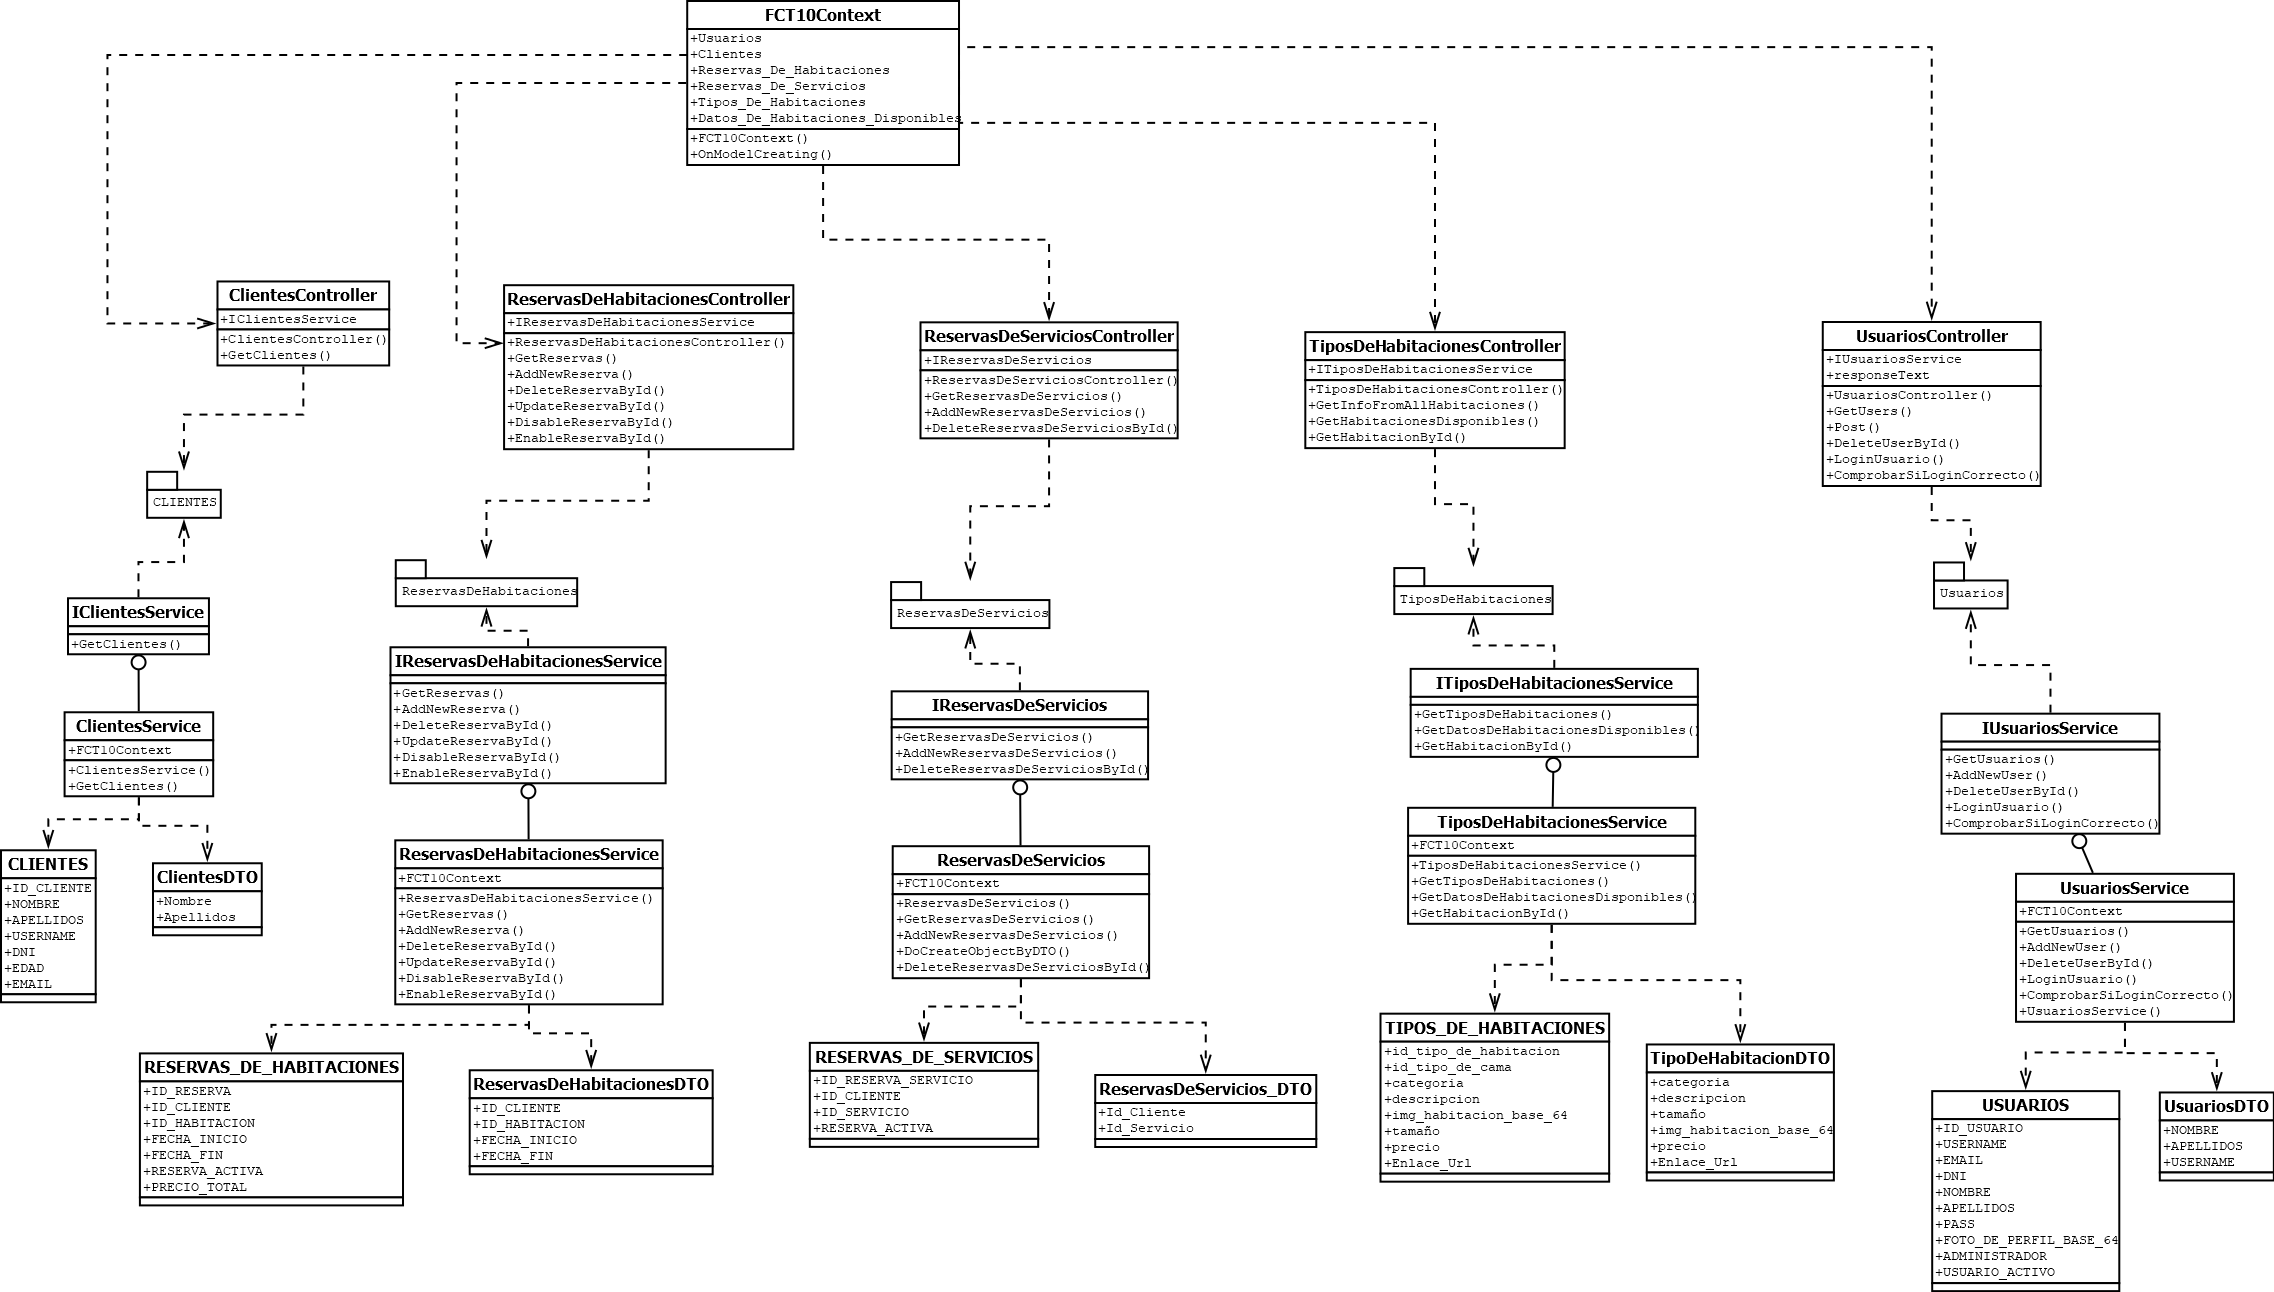 FCT10Context
+Usuarios
+Clientes
+Reservas_De_Habitaciones
+Reservas_De_Servicios
+Tipos_De_Habitaciones
+Datos_De_Habitaciones_Disponibles
+FCT10Context()
+OnModelCreating()
ClientesController
+IClientesService
+ClientesController()
+GetClientes()
ReservasDeHabitacionesController
+IReservasDeHabitacionesService
+ReservasDeHabitacionesController()
+GetReservas()
+AddNewReserva()
+DeleteReservaById()
+UpdateReservaById()
+DisableReservaById()
+EnableReservaById()
ReservasDeServiciosController
+IReservasDeServicios
+ReservasDeServiciosController()
+GetReservasDeServicios()
+AddNewReservasDeServicios()
+DeleteReservasDeServiciosById()
TiposDeHabitacionesController
+ITiposDeHabitacionesService
+TiposDeHabitacionesController()
+GetInfoFromAllHabitaciones()
+GetHabitacionesDisponibles()
+GetHabitacionById()
UsuariosController
+IUsuariosService
+responseText
+UsuariosController()
+GetUsers()
+Post()
+DeleteUserById()
+LoginUsuario()
+ComprobarSiLoginCorrecto()
CLIENTES
ReservasDeHabitaciones
ReservasDeServicios
TiposDeHabitaciones
Usuarios
IClientesService
+GetClientes()
IReservasDeHabitacionesService
+GetReservas()
+AddNewReserva()
+DeleteReservaById()
+UpdateReservaById()
+DisableReservaById()
+EnableReservaById()
IReservasDeServicios
+GetReservasDeServicios()
+AddNewReservasDeServicios()
+DeleteReservasDeServiciosById()
ITiposDeHabitacionesService
+GetTiposDeHabitaciones()
+GetDatosDeHabitacionesDisponibles()
+GetHabitacionById()
IUsuariosService
+GetUsuarios()
+AddNewUser()
+DeleteUserById()
+LoginUsuario()
+ComprobarSiLoginCorrecto()
ClientesService
+FCT10Context
+ClientesService()
+GetClientes()
ReservasDeHabitacionesService
+FCT10Context
+ReservasDeHabitacionesService()
+GetReservas()
+AddNewReserva()
+DeleteReservaById()
+UpdateReservaById()
+DisableReservaById()
+EnableReservaById()
ReservasDeServicios
+FCT10Context
+ReservasDeServicios()
+GetReservasDeServicios()
+AddNewReservasDeServicios()
+DoCreateObjectByDTO()
+DeleteReservasDeServiciosById()
TiposDeHabitacionesService
+FCT10Context
+TiposDeHabitacionesService()
+GetTiposDeHabitaciones()
+GetDatosDeHabitacionesDisponibles()
+GetHabitacionById()
UsuariosService
+FCT10Context
+GetUsuarios()
+AddNewUser()
+DeleteUserById()
+LoginUsuario()
+ComprobarSiLoginCorrecto()
+UsuariosService()
CLIENTES
+ID_CLIENTE
+NOMBRE
+APELLIDOS
+USERNAME
+DNI
+EDAD
+EMAIL
ClientesDTO
+Nombre
+Apellidos
RESERVAS_DE_HABITACIONES
+ID_RESERVA
+ID_CLIENTE
+ID_HABITACION
+FECHA_INICIO
+FECHA_FIN
+RESERVA_ACTIVA
+PRECIO_TOTAL
ReservasDeHabitacionesDTO
+ID_CLIENTE
+ID_HABITACION
+FECHA_INICIO
+FECHA_FIN
RESERVAS_DE_SERVICIOS
+ID_RESERVA_SERVICIO
+ID_CLIENTE
+ID_SERVICIO
+RESERVA_ACTIVA
ReservasDeServicios_DTO
+Id_Cliente
+Id_Servicio
TIPOS_DE_HABITACIONES
+id_tipo_de_habitacion
+id_tipo_de_cama
+categoria
+descripcion
+img_habitacion_base_64
+tamaño
+precio
+Enlace_Url
TipoDeHabitacionDTO
+categoria
+descripcion
+tamaño
+img_habitacion_base_64
+precio
+Enlace_Url
USUARIOS
+ID_USUARIO
+USERNAME
+EMAIL
+DNI
+NOMBRE
+APELLIDOS
+PASS
+FOTO_DE_PERFIL_BASE_64
+ADMINISTRADOR
+USUARIO_ACTIVO
UsuariosDTO
+NOMBRE
+APELLIDOS
+USERNAME